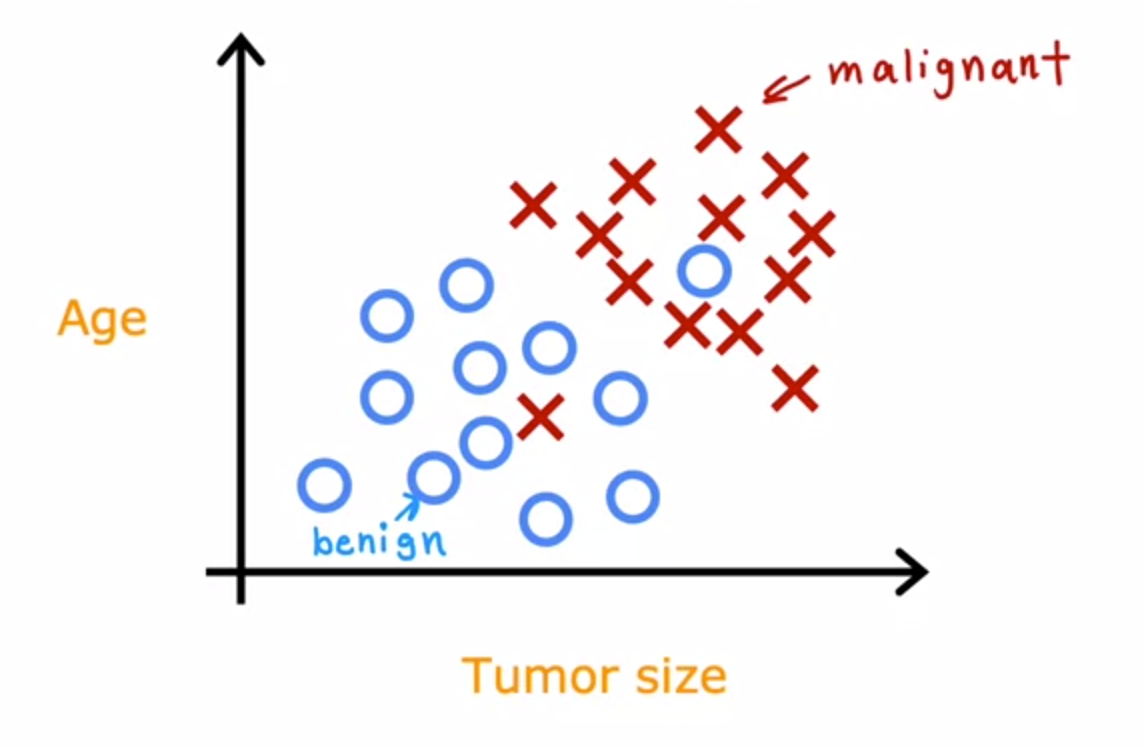 malignant
Age
benign
Tumor size